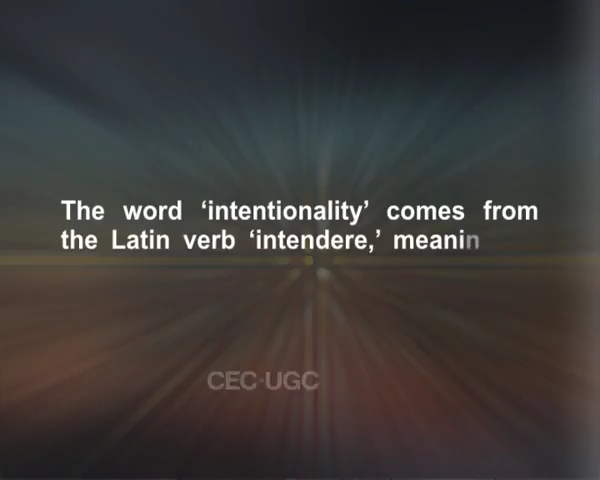 The word ‘intentionality’ comes from
the Latin verb ‘intendere,’ meanin
CEC-UGC